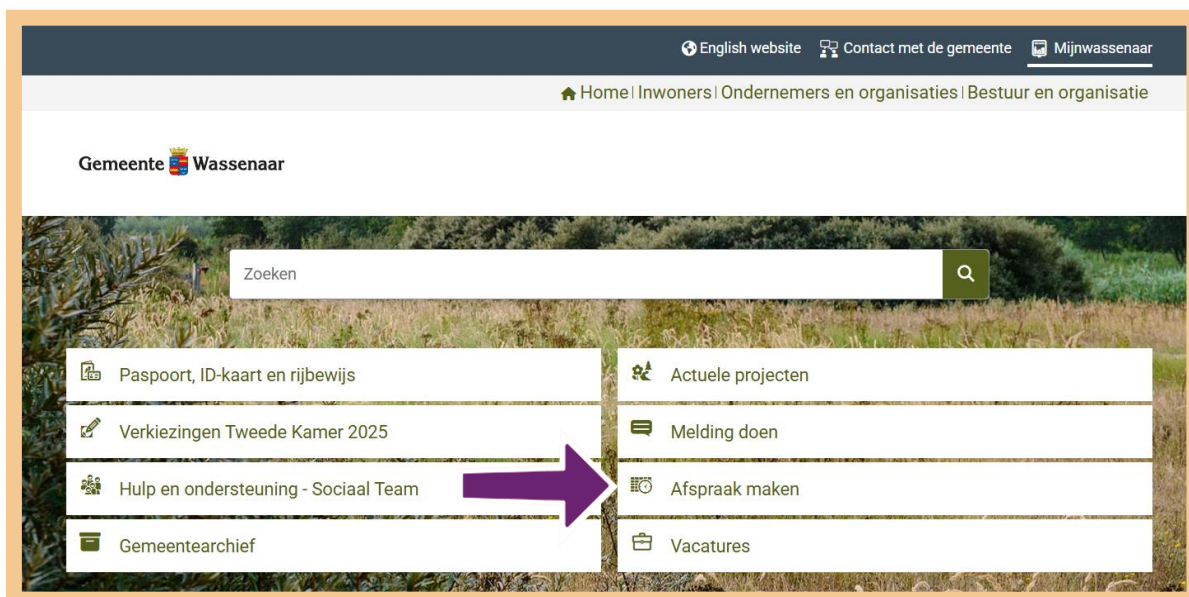 English website Contact met de gemeente Mijnwassenaar
Home | Inwoners | Ondernemers en organisaties | Bestuur en organisatie
Gemeente Wassenaar
Zoeken
Paspoort, ID-kaart en rijbewijs
Actuele projecten
Verkiezingen Tweede Kamer 2025
Melding doen
Hulp en ondersteuning - Sociaal Team
Afspraak maken
Gemeentearchief
Vacatures